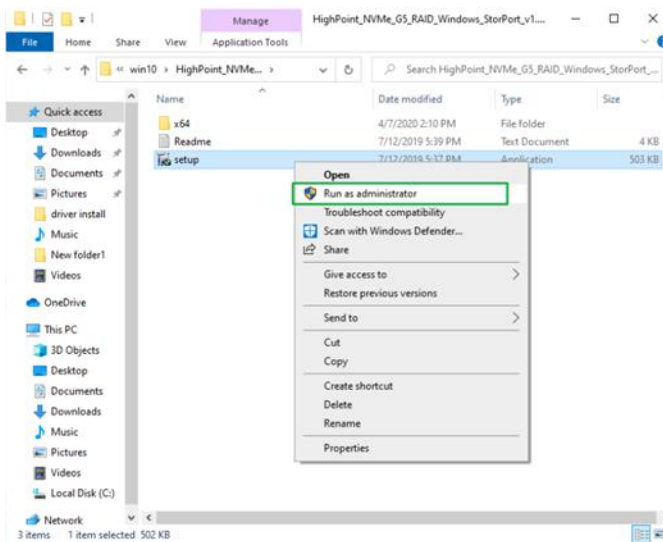 Manage
HighPoint_NVMe_G5_RAID_Windows_StorPort_v1....
File
Home
Share
View
Application Tools
« win10 > HighPoint_NVMe... >
Search HighPoint_NVMe_G5_RAID_Windows_StorPort_...
Name
Date modified
Type
Size
Quick access
Desktop
Downloads
Documents
Pictures
driver install
Music
New folder1
Videos
OneDrive
This PC
3D Objects
Desktop
Documents
Downloads
Music
Pictures
Videos
Local Disk (C:)
Network
x64
4/7/2020 2:10 PM
File folder
Readme
7/12/2019 5:39 PM
Text Document
4 KB
setup
7/12/2019 5:37 PM
Application
503 KB
Open
Run as administrator
Troubleshoot compatibility
Scan with Windows Defender...
Share
Give access to
Restore previous versions
Send to
Cut
Copy
Create shortcut
Delete
Rename
Properties
3 items
1 item selected 502 KB